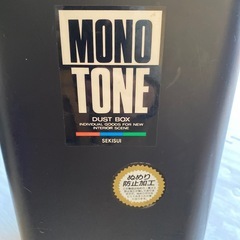 MONO
TONE
DUST BOX
INDIVIDUAL GOODS FOR NEW
INTERIOR SCENE
SEKISUI
ぬめり
防止加工